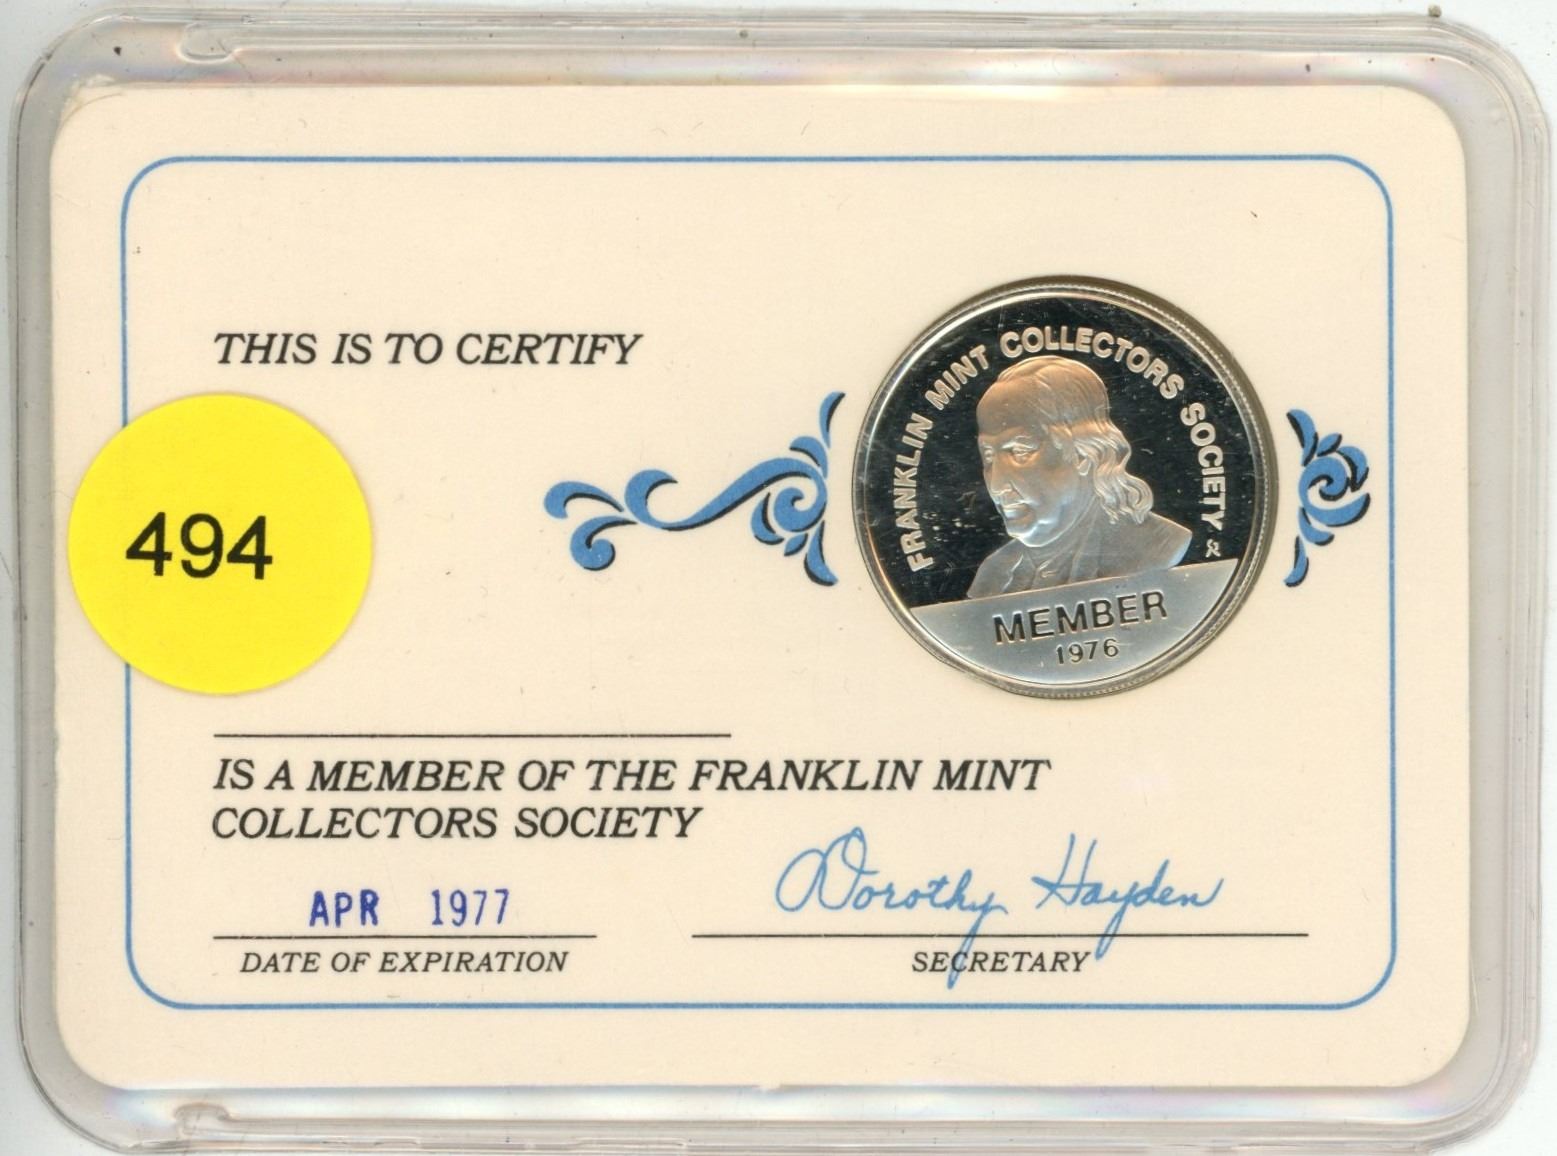 THIS IS TO CERTIFY
494
FRANKLIN MINT COLLECTORS SOCIETY
MEMBER
1976
IS A MEMBER OF THE FRANKLIN MINT
COLLECTORS SOCIETY
APR 1977
Dorothy Hayden
DATE OF EXPIRATION
SECRETARY